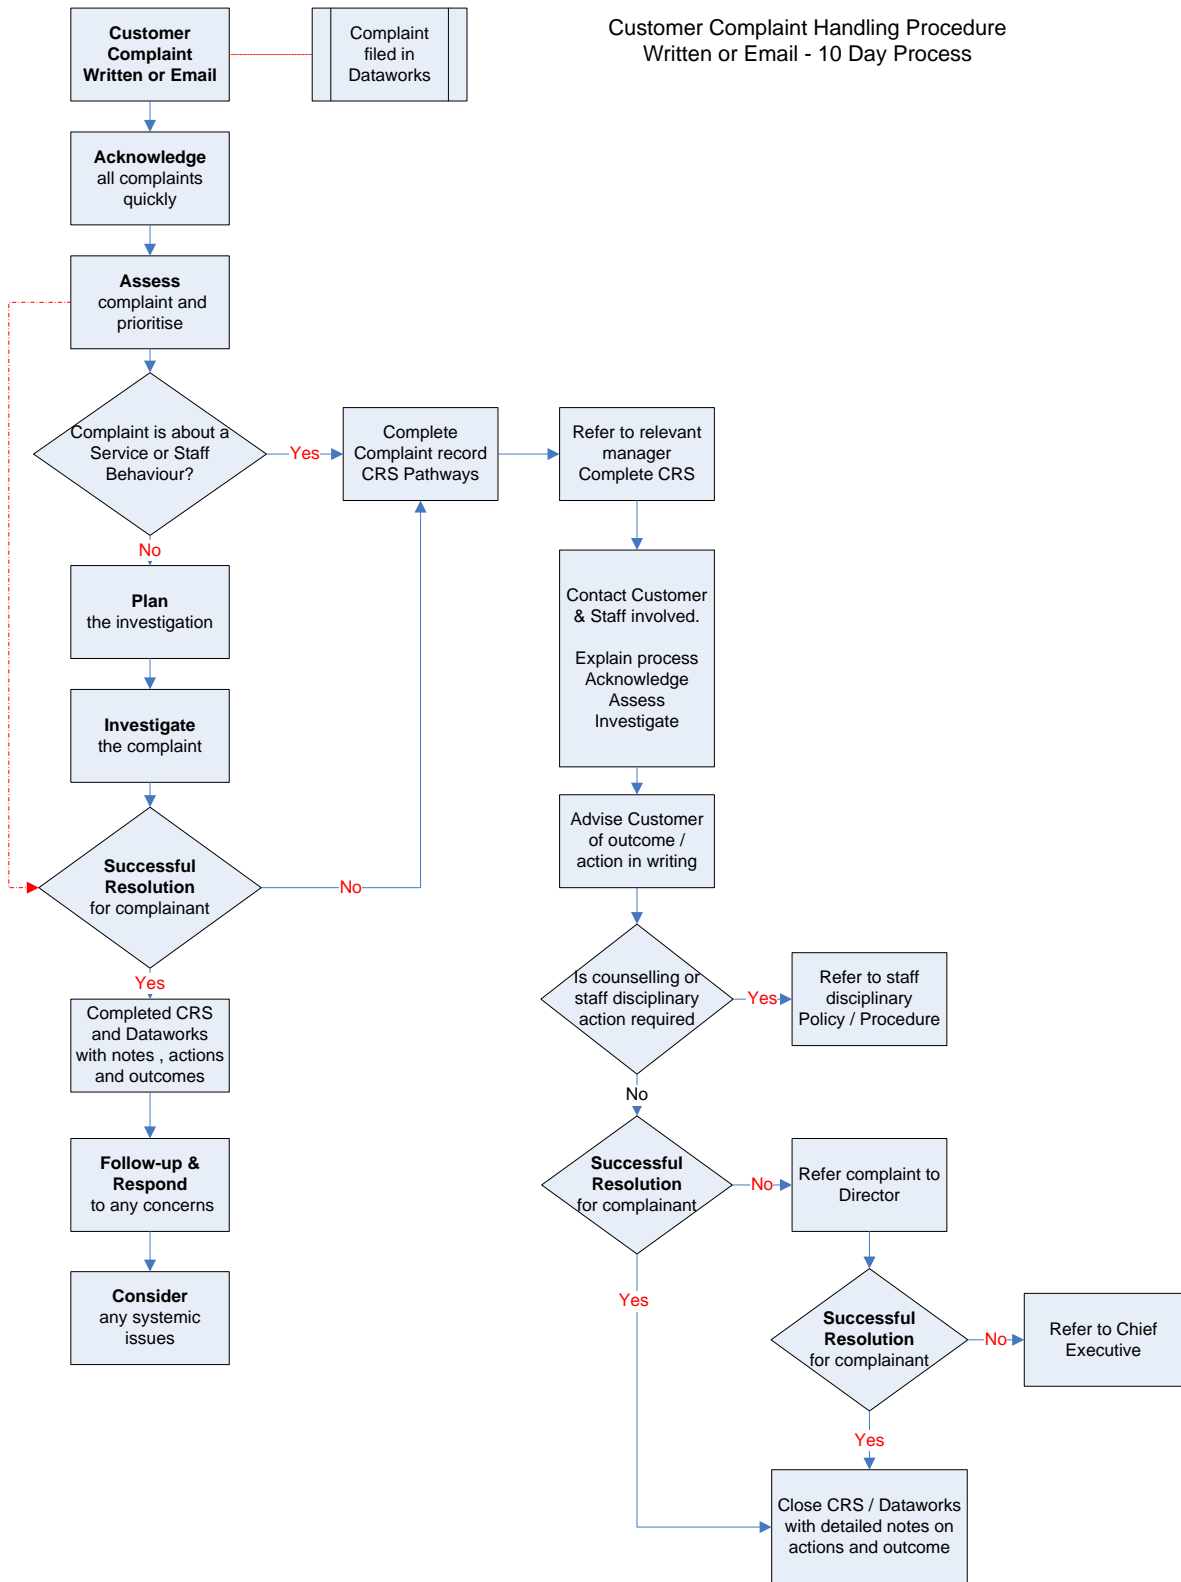 Customer Complaint Handling Procedure
Written or Email - 10 Day Process
Customer
Complaint
Written or Email
Complaint
filed in
Dataworks
Acknowledge
all complaints
quickly
Assess
complaint and
prioritise
Complaint is about a
Service or Staff
Behaviour?
Yes
Complete
Complaint record
CRS Pathways
Refer to relevant
manager
Complete CRS
No
Plan
the investigation
Investigate
the complaint
Contact Customer
& Staff involved.
Explain process
Acknowledge
Assess
Investigate
Successful
Resolution
for complainant
No
Advise Customer
of outcome /
action in writing
Yes
Completed CRS
and Dataworks
with notes , actions
and outcomes
Is counselling or
staff disciplinary
action required
Yes
Refer to staff
disciplinary
Policy / Procedure
No
Follow-up &
Respond
to any concerns
Successful
Resolution
for complainant
No
Refer complaint to
Director
Consider
any systemic
issues
Yes
Successful
Resolution
for complainant
No
Refer to Chief
Executive
Yes
Close CRS / Dataworks
with detailed notes on
actions and outcome